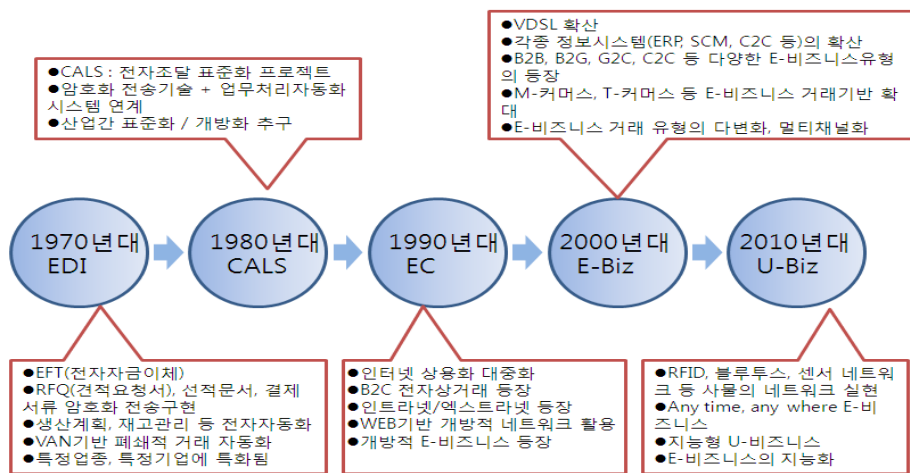 ●CALS : 전자조달 표준화 프로젝트
●암호화 전송기술 + 업무처리자동화
시스템 연계
●산업간 표준화 / 개방화 추구
●VDSL 확산
●각종 정보시스템(ERP, SCM, C2C 등)의 확산
●B2B, B2G, G2C, C2C 등 다양한 E-비즈니스유형
의 등장
●M-커머스, T-커머스 등 E-비즈니스 거래기반 확
대
●E-비즈니스 거래 유형의 다변화, 멀티채널화
1970년대
EDI
1980년대
CALS
1990년대
EC
2000년대
E-Biz
2010년대
U-Biz
●EFT(전자자금이체)
●RFQ(견적요청서), 선적문서, 결제
서류 암호화 전송구현
●생산계획, 재고관리 등 전자자동화
●VAN기반 폐쇄적 거래 자동화
●특정업종, 특정기업에 특화됨
●인터넷 상용화 대중화
●B2C 전자상거래 등장
●인트라넷/엑스트라넷 등장
●WEB기반 개방적 네트워크 활용
●개방적 E-비즈니스 등장
●RFID, 블루투스, 센서 네트워
크 등 사물의 네트워크 실현
●Any time, any where E-비
즈니스
●지능형 U-비즈니스
●E-비즈니스의 지능화